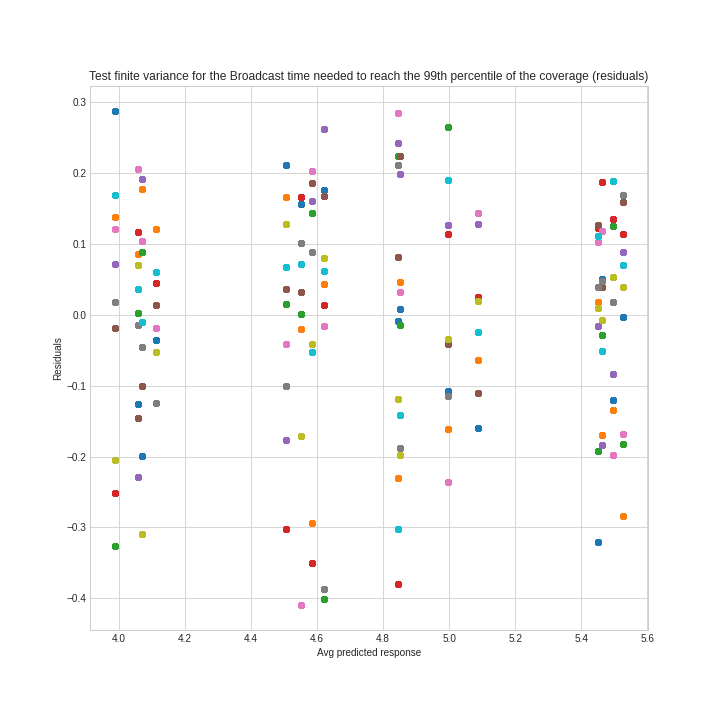 Test finite variance for the Broadcast time needed to reach the 99th percentile of the coverage (residuals)
0.3
0.2
0.1
0.0
−0.1
−0.2
−0.3
−0.4
Residuals
4.0 4.2 4.4 4.6 4.8 5.0 5.2 5.4 5.6
Avg predicted response